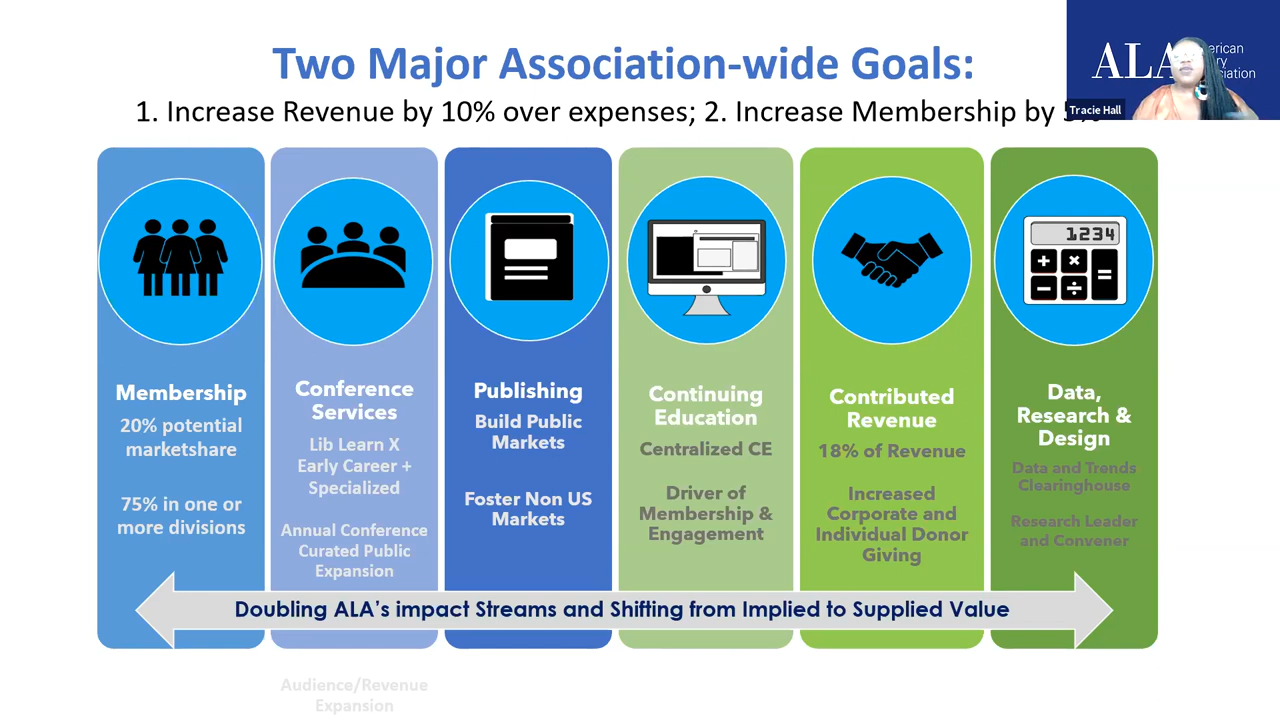 Two Major Association-wide Goals:
1. Increase Revenue by 10% over expenses; 2. Increase Membership by
ALA
Tracie Hall
1234
+ × = − ÷
Membership
20% potential
marketshare
75% in one or
more divisions
Conference
Services
Lib Learn X
Early Career +
Specialized
Annual Conference
Curated Public
Expansion
Publishing
Build Public
Markets
Foster Non US
Markets
Continuing
Education
Centralized CE
Driver of
Membership &
Engagement
Contributed
Revenue
18% of Revenue
Increased
Corporate and
Individual Donor
Giving
Data,
Research &
Design
Data and Trends
Clearinghouse
Research Leader
and Convener
Doubling ALA's impact Streams and Shifting from Implied to Supplied Value
Audience/Revenue
Expansion